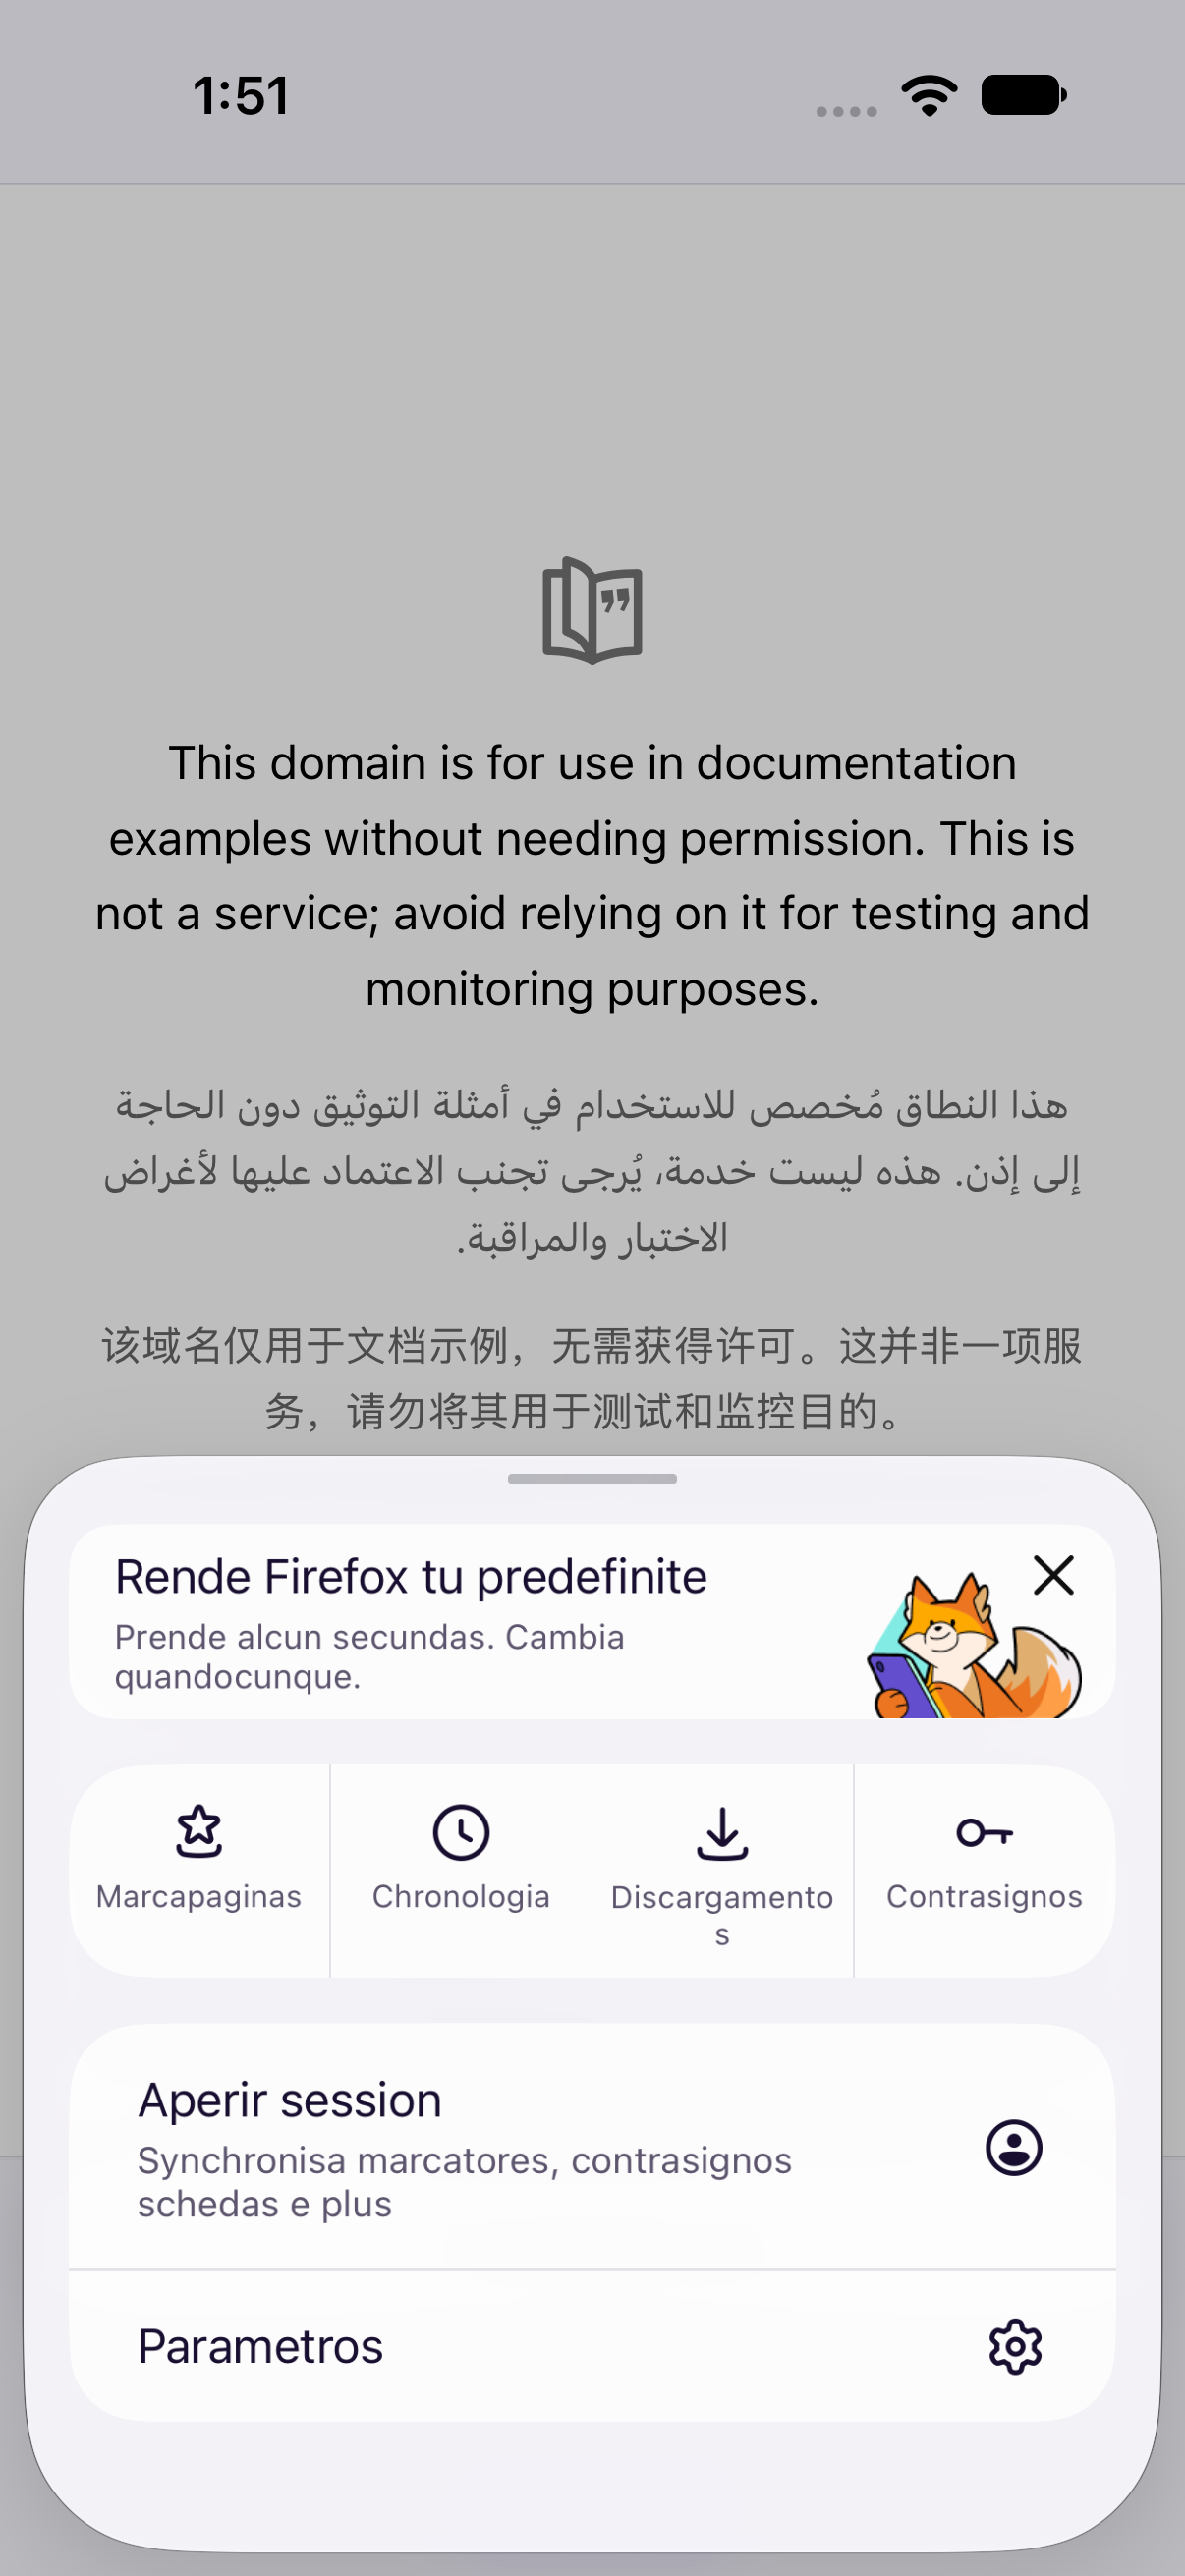 1:51
This domain is for use in documentation
examples without needing permission. This is
not a service; avoid relying on it for testing and
monitoring purposes.
هذا النطاق مُخصص للاستخدام في أمثلة التوثيق دون الحاجة
إلى إذن. هذه ليست خدمة، يُرجى تجنب الاعتماد عليها لأغراض
الاختبار والمراقبة.
该域名仅用于文档示例，无需获得许可。这并非一项服
务，请勿将其用于测试和监控目的。
Rende Firefox tu predefinite
Prende alcun secundas. Cambia
quandocunque.
Marcapaginas
Chronologia
Discargamento
s
Contrasignos
Aperir session
Synchronisa marcatores, contrasignos
schedas e plus
Parametros